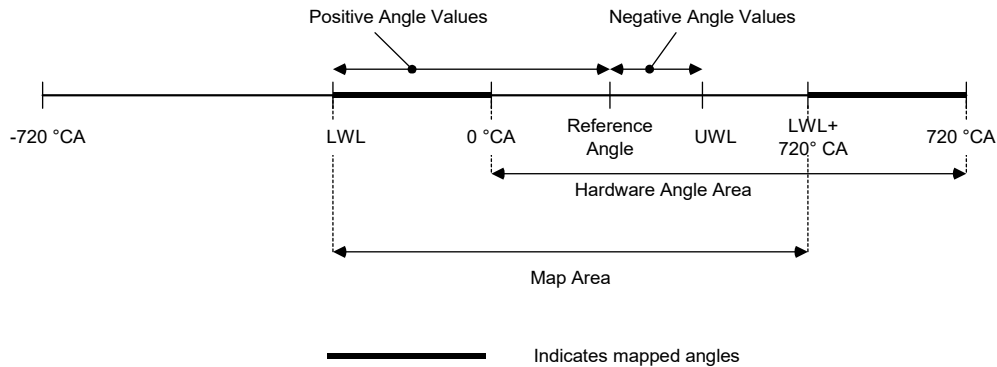 Positive Angle Values
Negative Angle Values
-720 °CA
LWL
0 °CA
Reference
Angle
UWL
LWL+
720° CA
720 °CA
Hardware Angle Area
Map Area
Indicates mapped angles